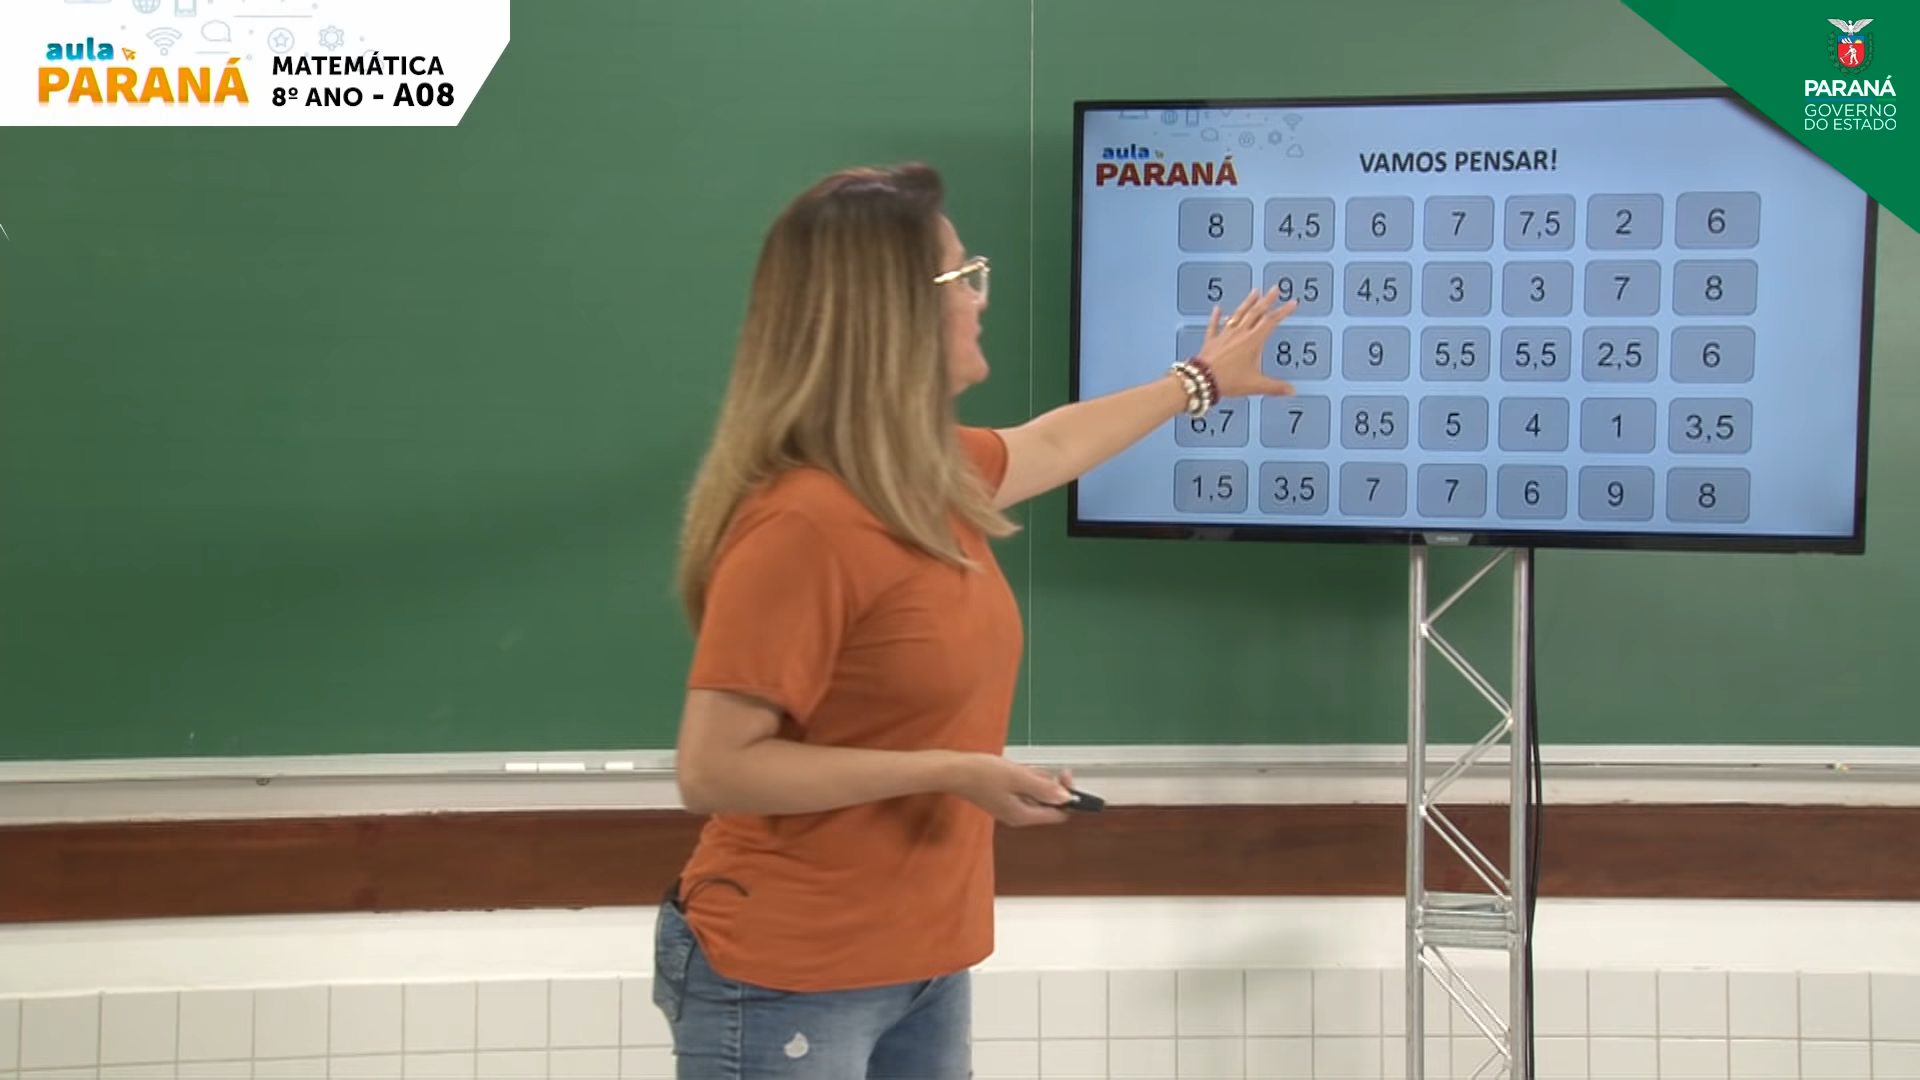 aula
PARANÁ
MATEMÁTICA
8º ANO - A08
PARANÁ
GOVERNO
DO ESTADO
aula
PARANÁ
VAMOS PENSAR!
8 4,5 6 7 7,5 2 6
5 9,5 4,5 3 3 7 8
8,5 9 5,5 5,5 2,5 6
6,7 7 8,5 5 4 1 3,5
1,5 3,5 7 7 6 9 8